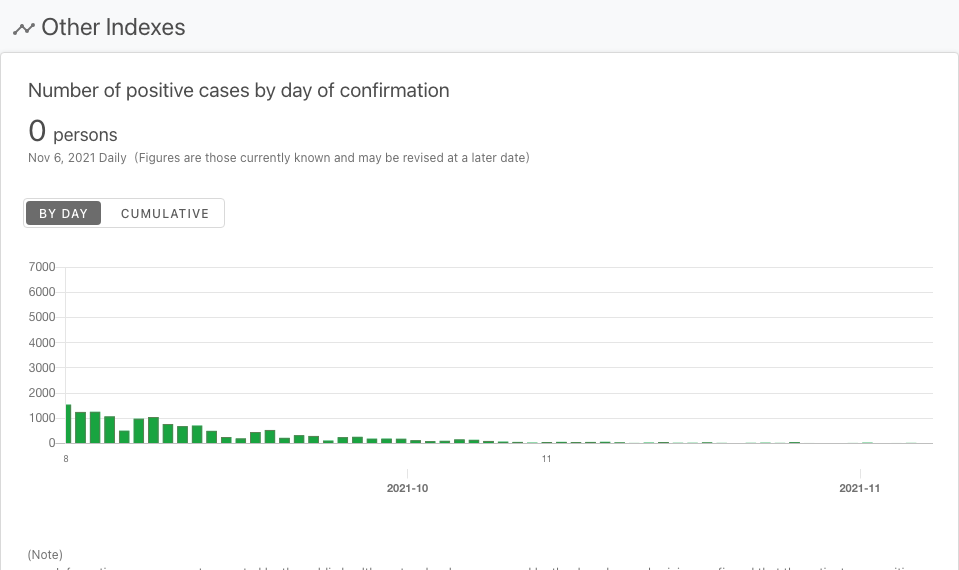 Other Indexes
Number of positive cases by day of confirmation
0 persons
Nov 6, 2021 Daily (Figures are those currently known and may be revised at a later date)
BY DAY CUMULATIVE
7000
6000
5000
4000
3000
2000
1000
0
8 11
2021-10 2021-11
(Note)